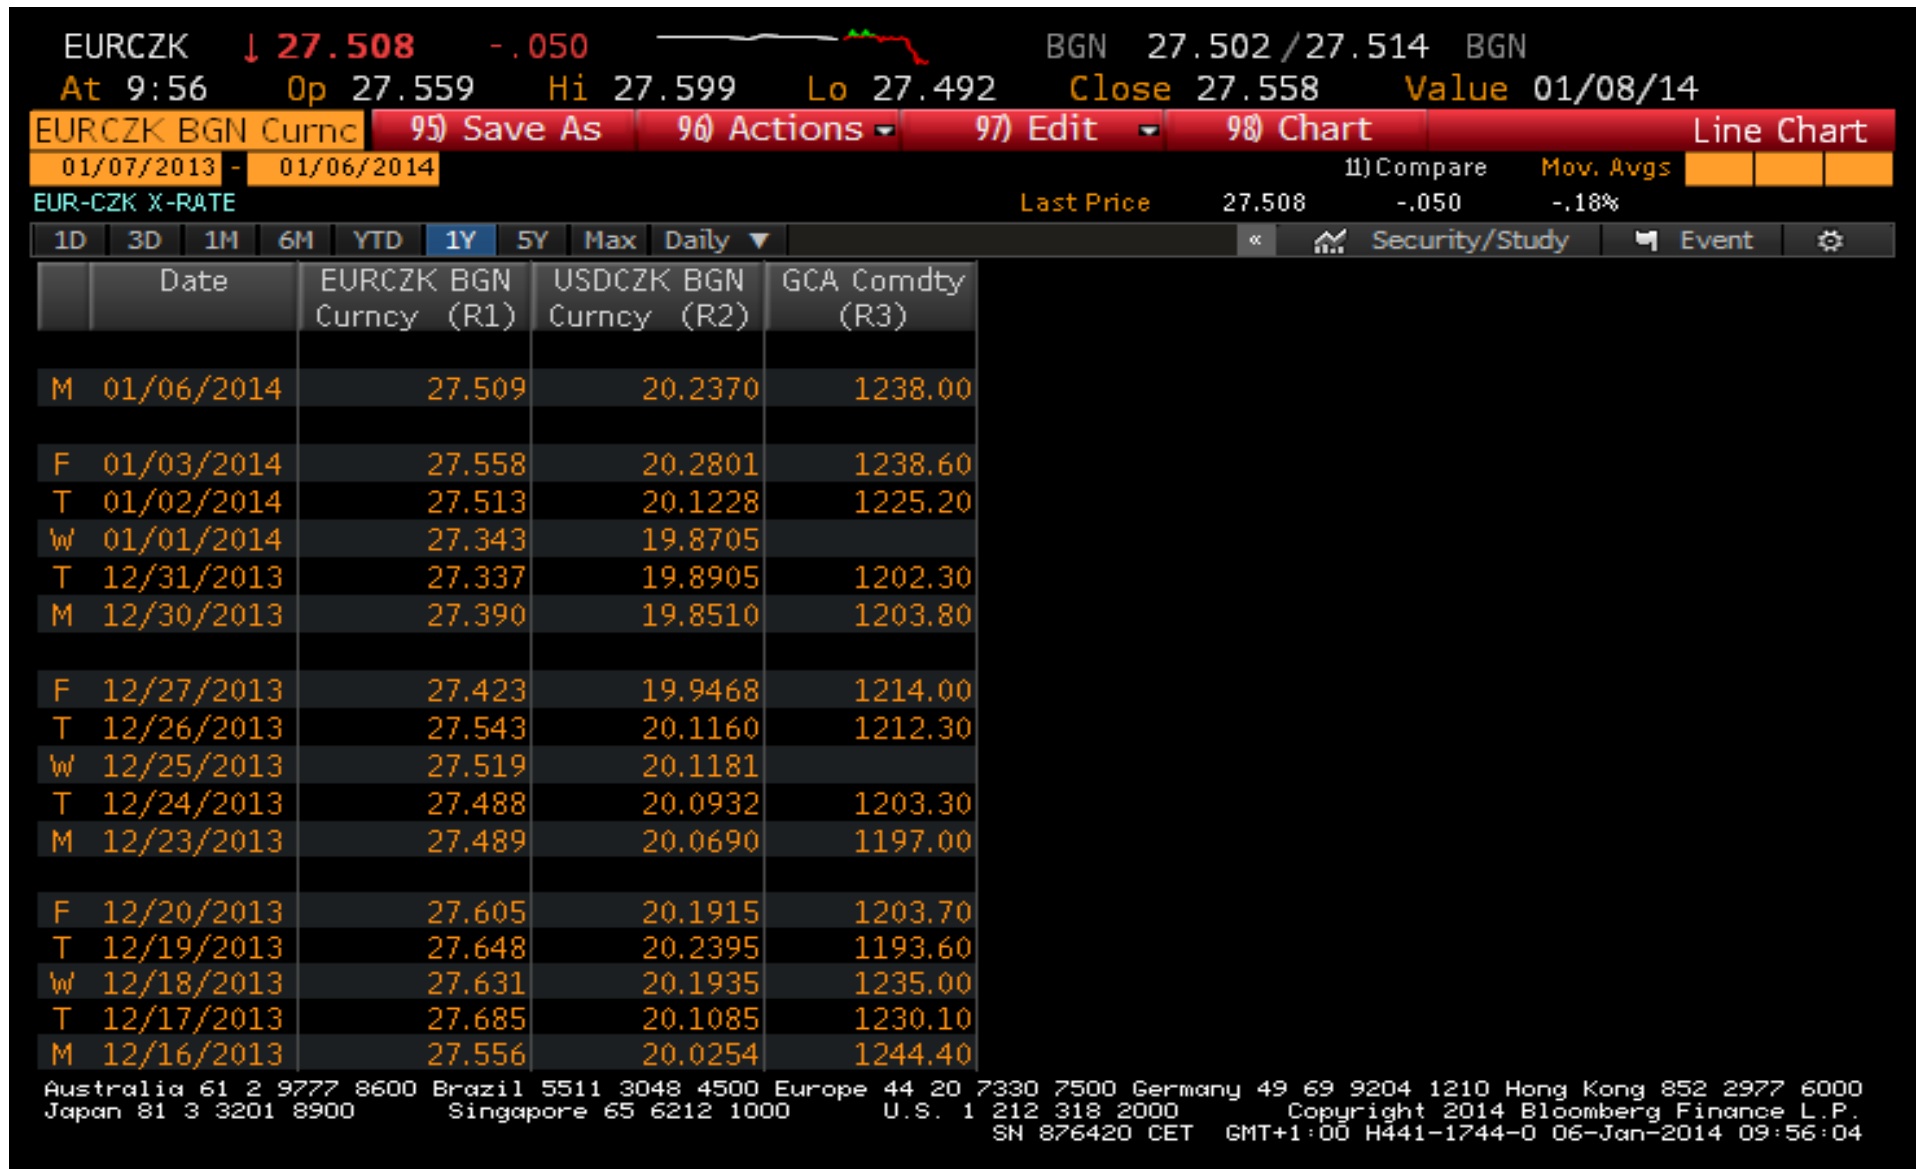 EURCZK ↓ 27.508 -.050 BGN 27.502/27.514 BGN
At 9:56 Op 27.559 Hi 27.599 Lo 27.492 Close 27.558 Value 01/08/14
EURCZK BGN Curnc 95) Save As 96) Actions 97) Edit 98) Chart Line Chart
01/07/2013 - 01/06/2014 11) Compare Mov. Avgs
EUR-CZK X-RATE Last Price 27.508 -.050 -.18%
1D 3D 1M 6M YTD 1Y 5Y Max Daily ▼ « Security/Study Event
Date EURCZK BGN USDCZK BGN GCA Comdty
Curncy (R1) Curncy (R2) (R3)
M 01/06/2014 27.509 20.2370 1238.00
F 01/03/2014 27.558 20.2801 1238.60
T 01/02/2014 27.513 20.1228 1225.20
W 01/01/2014 27.343 19.8705
T 12/31/2013 27.337 19.8905 1202.30
M 12/30/2013 27.390 19.8510 1203.80
F 12/27/2013 27.423 19.9468 1214.00
T 12/26/2013 27.543 20.1160 1212.30
W 12/25/2013 27.519 20.1181
T 12/24/2013 27.488 20.0932 1203.30
M 12/23/2013 27.489 20.0690 1197.00
F 12/20/2013 27.605 20.1915 1203.70
T 12/19/2013 27.648 20.2395 1193.60
W 12/18/2013 27.631 20.1935 1235.00
T 12/17/2013 27.685 20.1085 1230.10
M 12/16/2013 27.556 20.0254 1244.40
Australia 61 2 9777 8600 Brazil 5511 3048 4500 Europe 44 20 7330 7500 Germany 49 69 9204 1210 Hong Kong 852 2977 6000
Japan 81 3 3201 8900 Singapore 65 6212 1000 U.S. 1 212 318 2000 Copyright 2014 Bloomberg Finance L.P.
SN 876420 CET GMT+1:00 H441-1744-0 06-Jan-2014 09:56:04